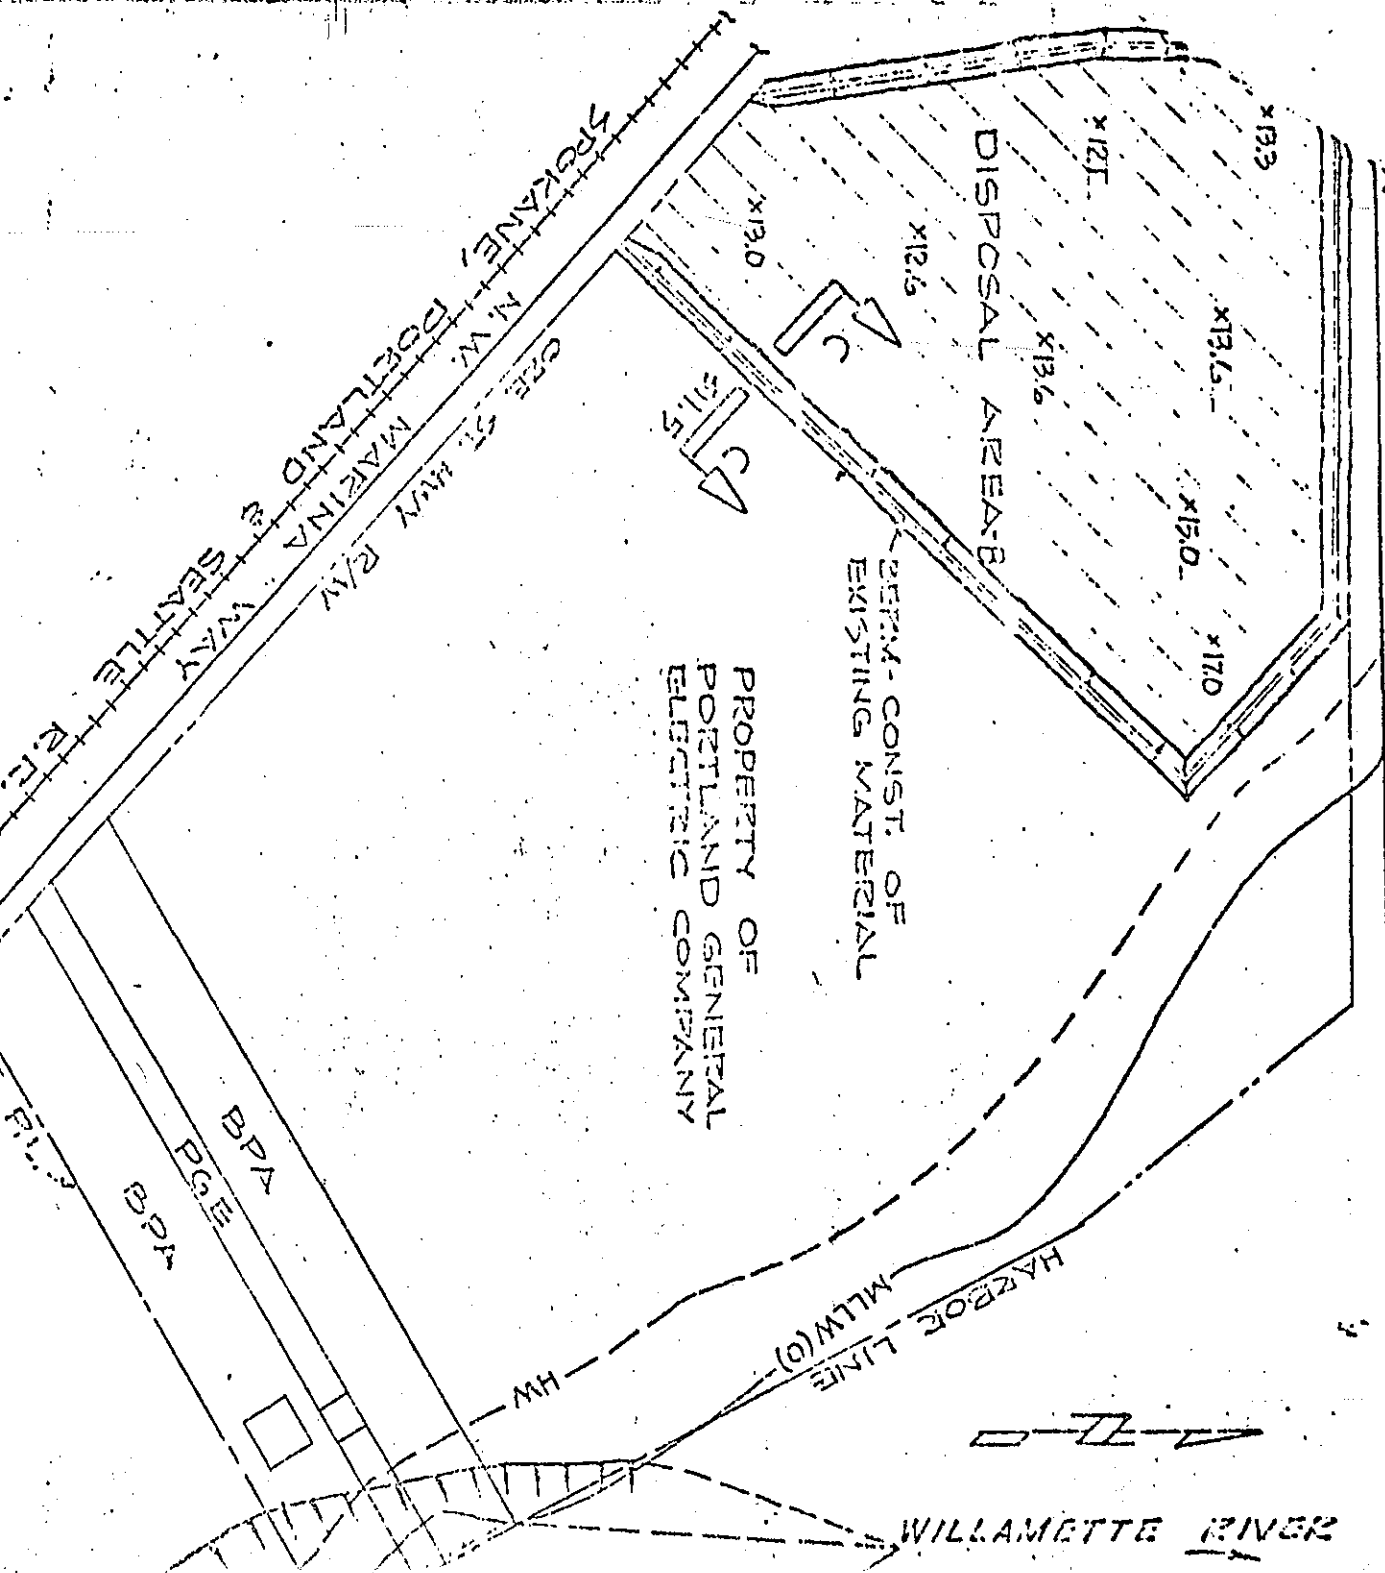 x13.3
x12.1
DISPOSAL AREA-B
x13.0
x12.6
x13.6
x13.6
x15.0
x17.0
C
C
SPOKANE,
PORTLAND &
SEATTLE
R.R.
N.W. MARINA WAY
ORE. ST. HWY R/W
BERM-CONST. OF
EXISTING MATERIAL
PROPERTY OF
PORTLAND GENERAL
ELECTRIC COMPANY
BPA
PGE
BPA
HW
MLLW(0)
HARBOR LINE
WILLAMETTE RIVER